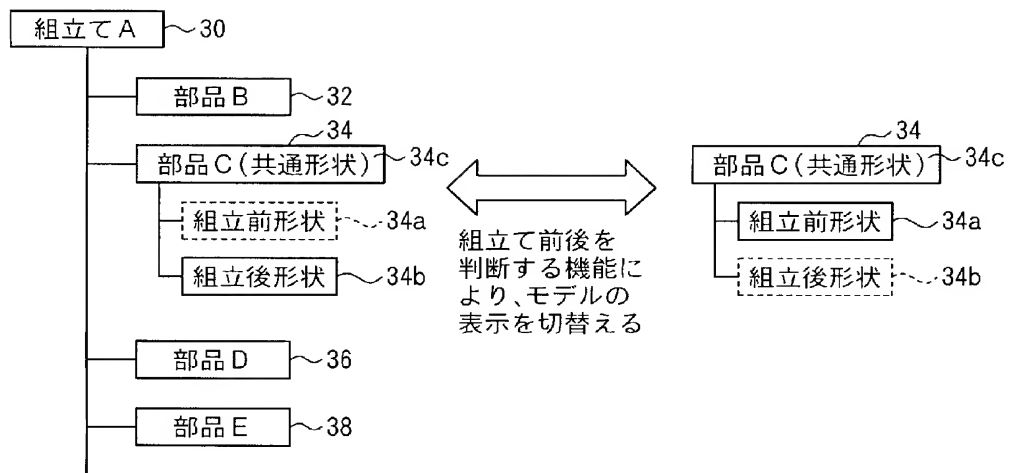 組立てA 30
部品B 32
34
部品C(共通形状) 34c
組立前形状 34a
組立後形状 34b
部品D 36
部品E 38
組立て前後を
判断する機能に
より、モデルの
表示を切替える
34
部品C(共通形状) 34c
組立前形状 34a
組立後形状 34b